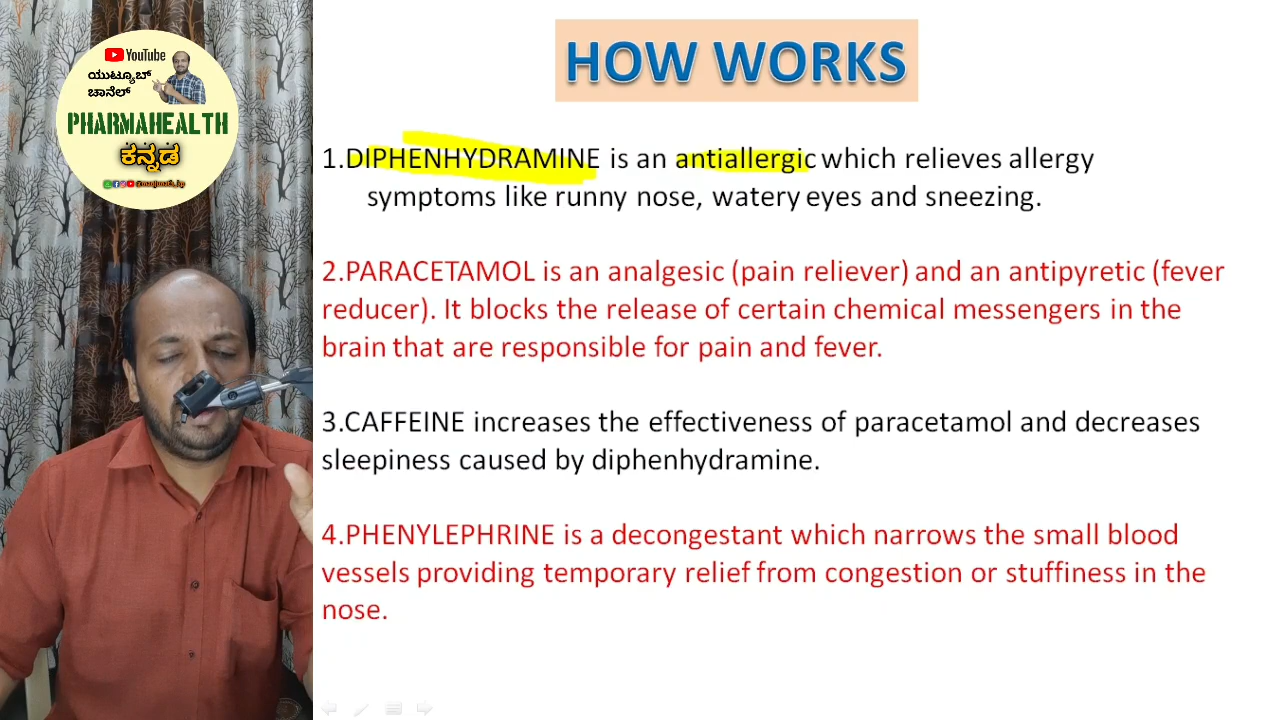 YouTube
ಯುಟ್ಯೂಬ್
ಚಾನೆಲ್
PHARMAHEALTH
ಕನ್ನಡ
HOW WORKS
1.DIPHENHYDRAMINE is an antiallergic which relieves allergy
symptoms like runny nose, watery eyes and sneezing.
2.PARACETAMOL is an analgesic (pain reliever) and an antipyretic (fever
reducer). It blocks the release of certain chemical messengers in the
brain that are responsible for pain and fever.
3.CAFFEINE increases the effectiveness of paracetamol and decreases
sleepiness caused by diphenhydramine.
4.PHENYLEPHRINE is a decongestant which narrows the small blood
vessels providing temporary relief from congestion or stuffiness in the
nose.